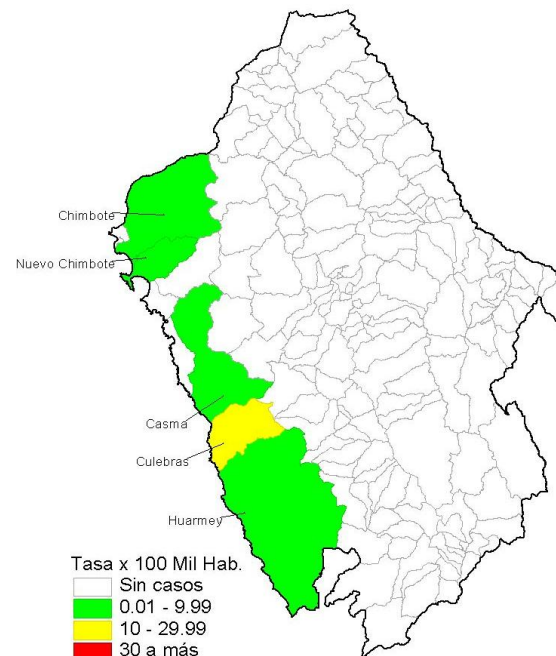 Chimbote
Nuevo Chimbote
Casma
Culebras
Huarmey
Tasa x 100 Mil Hab.
Sin casos
0.01 - 9.99
10 - 29.99
30 a más